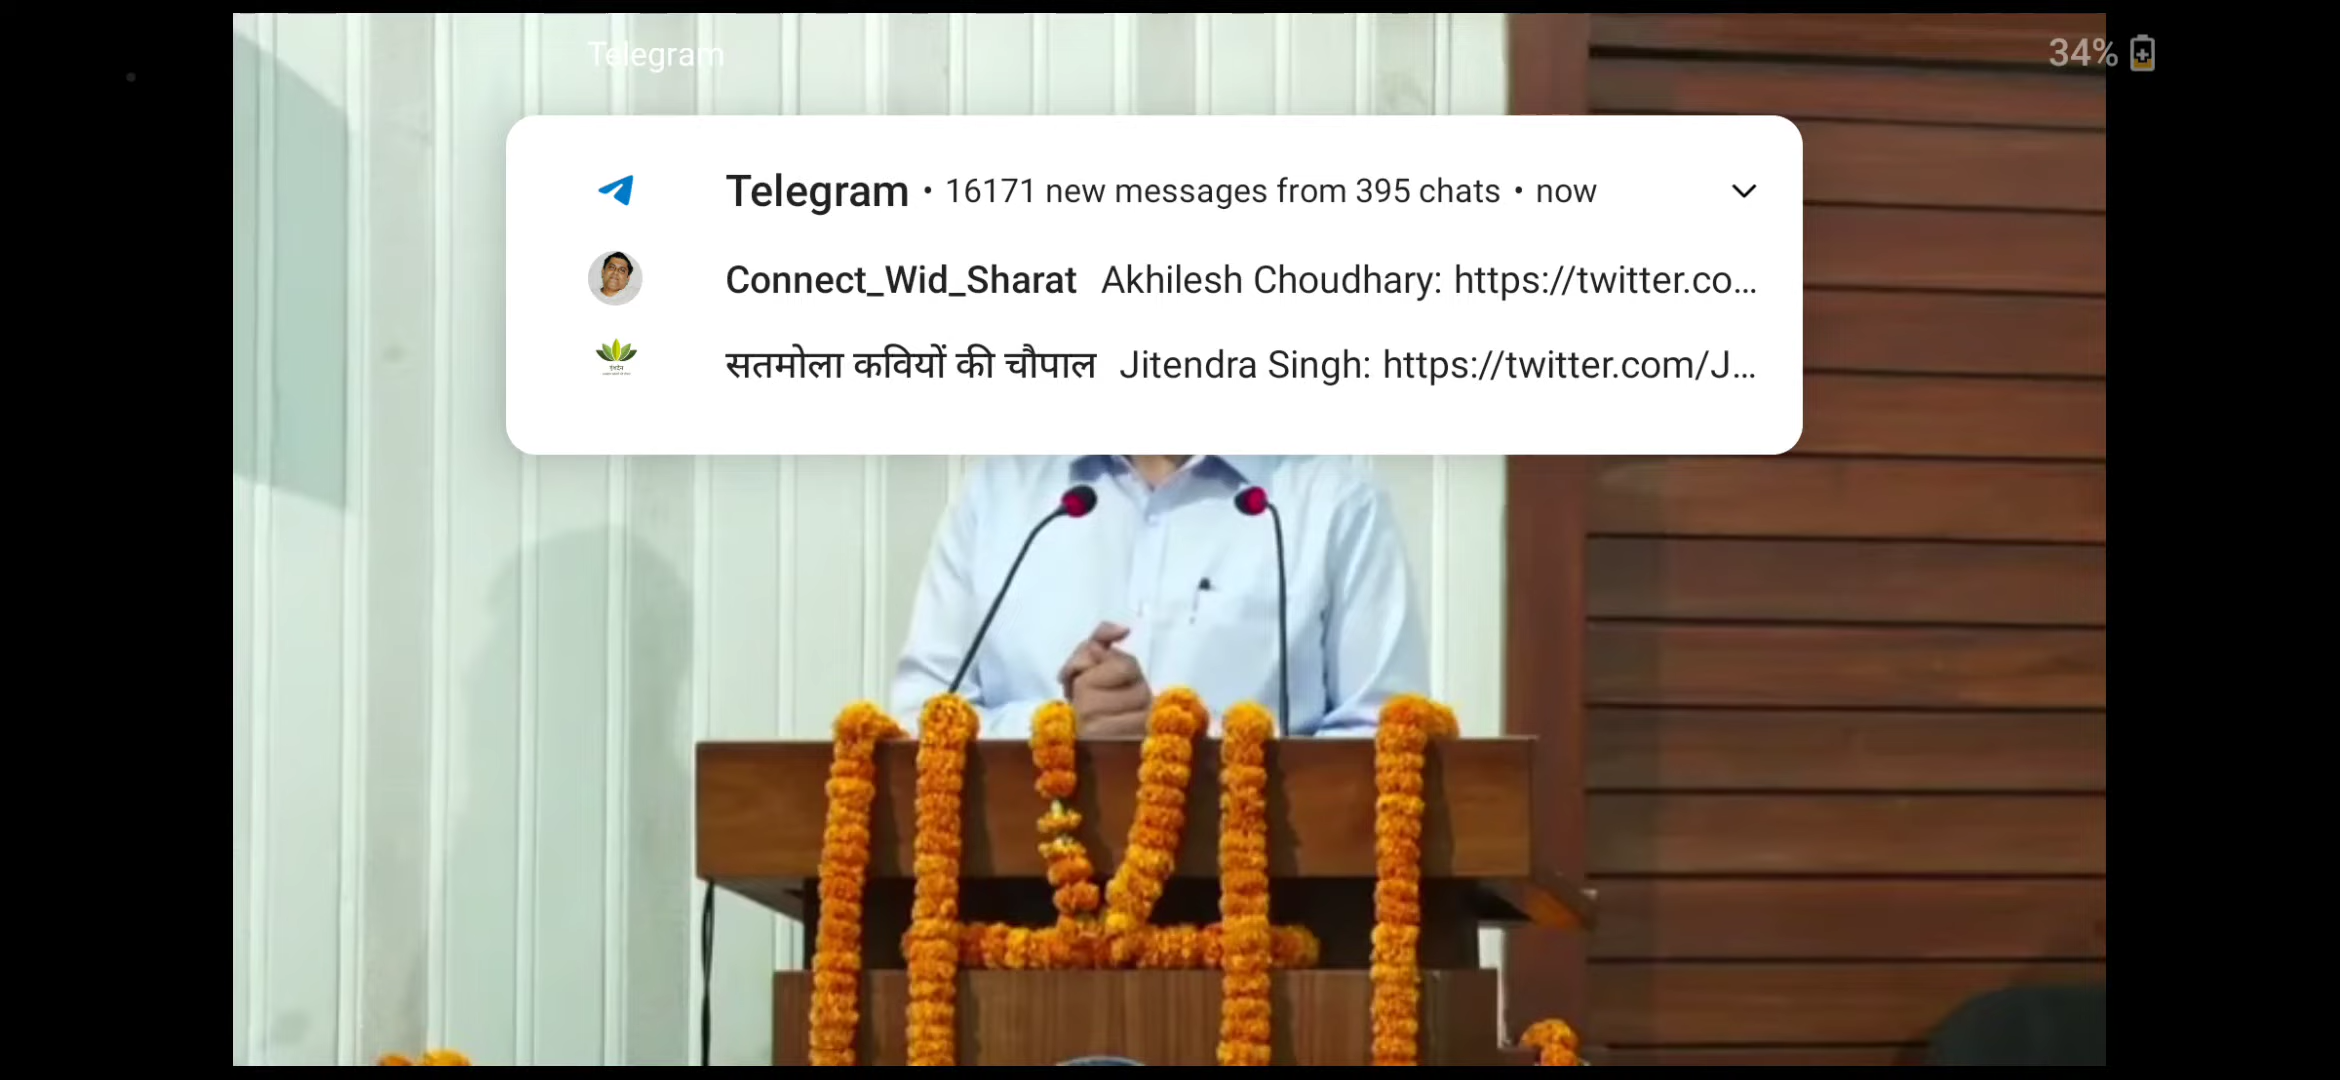 Telegram
34%
Telegram • 16171 new messages from 395 chats • now
Connect_Wid_Sharat Akhilesh Choudhary: https://twitter.co...
सतमोला कवियों की चौपाल Jitendra Singh: https://twitter.com/J...